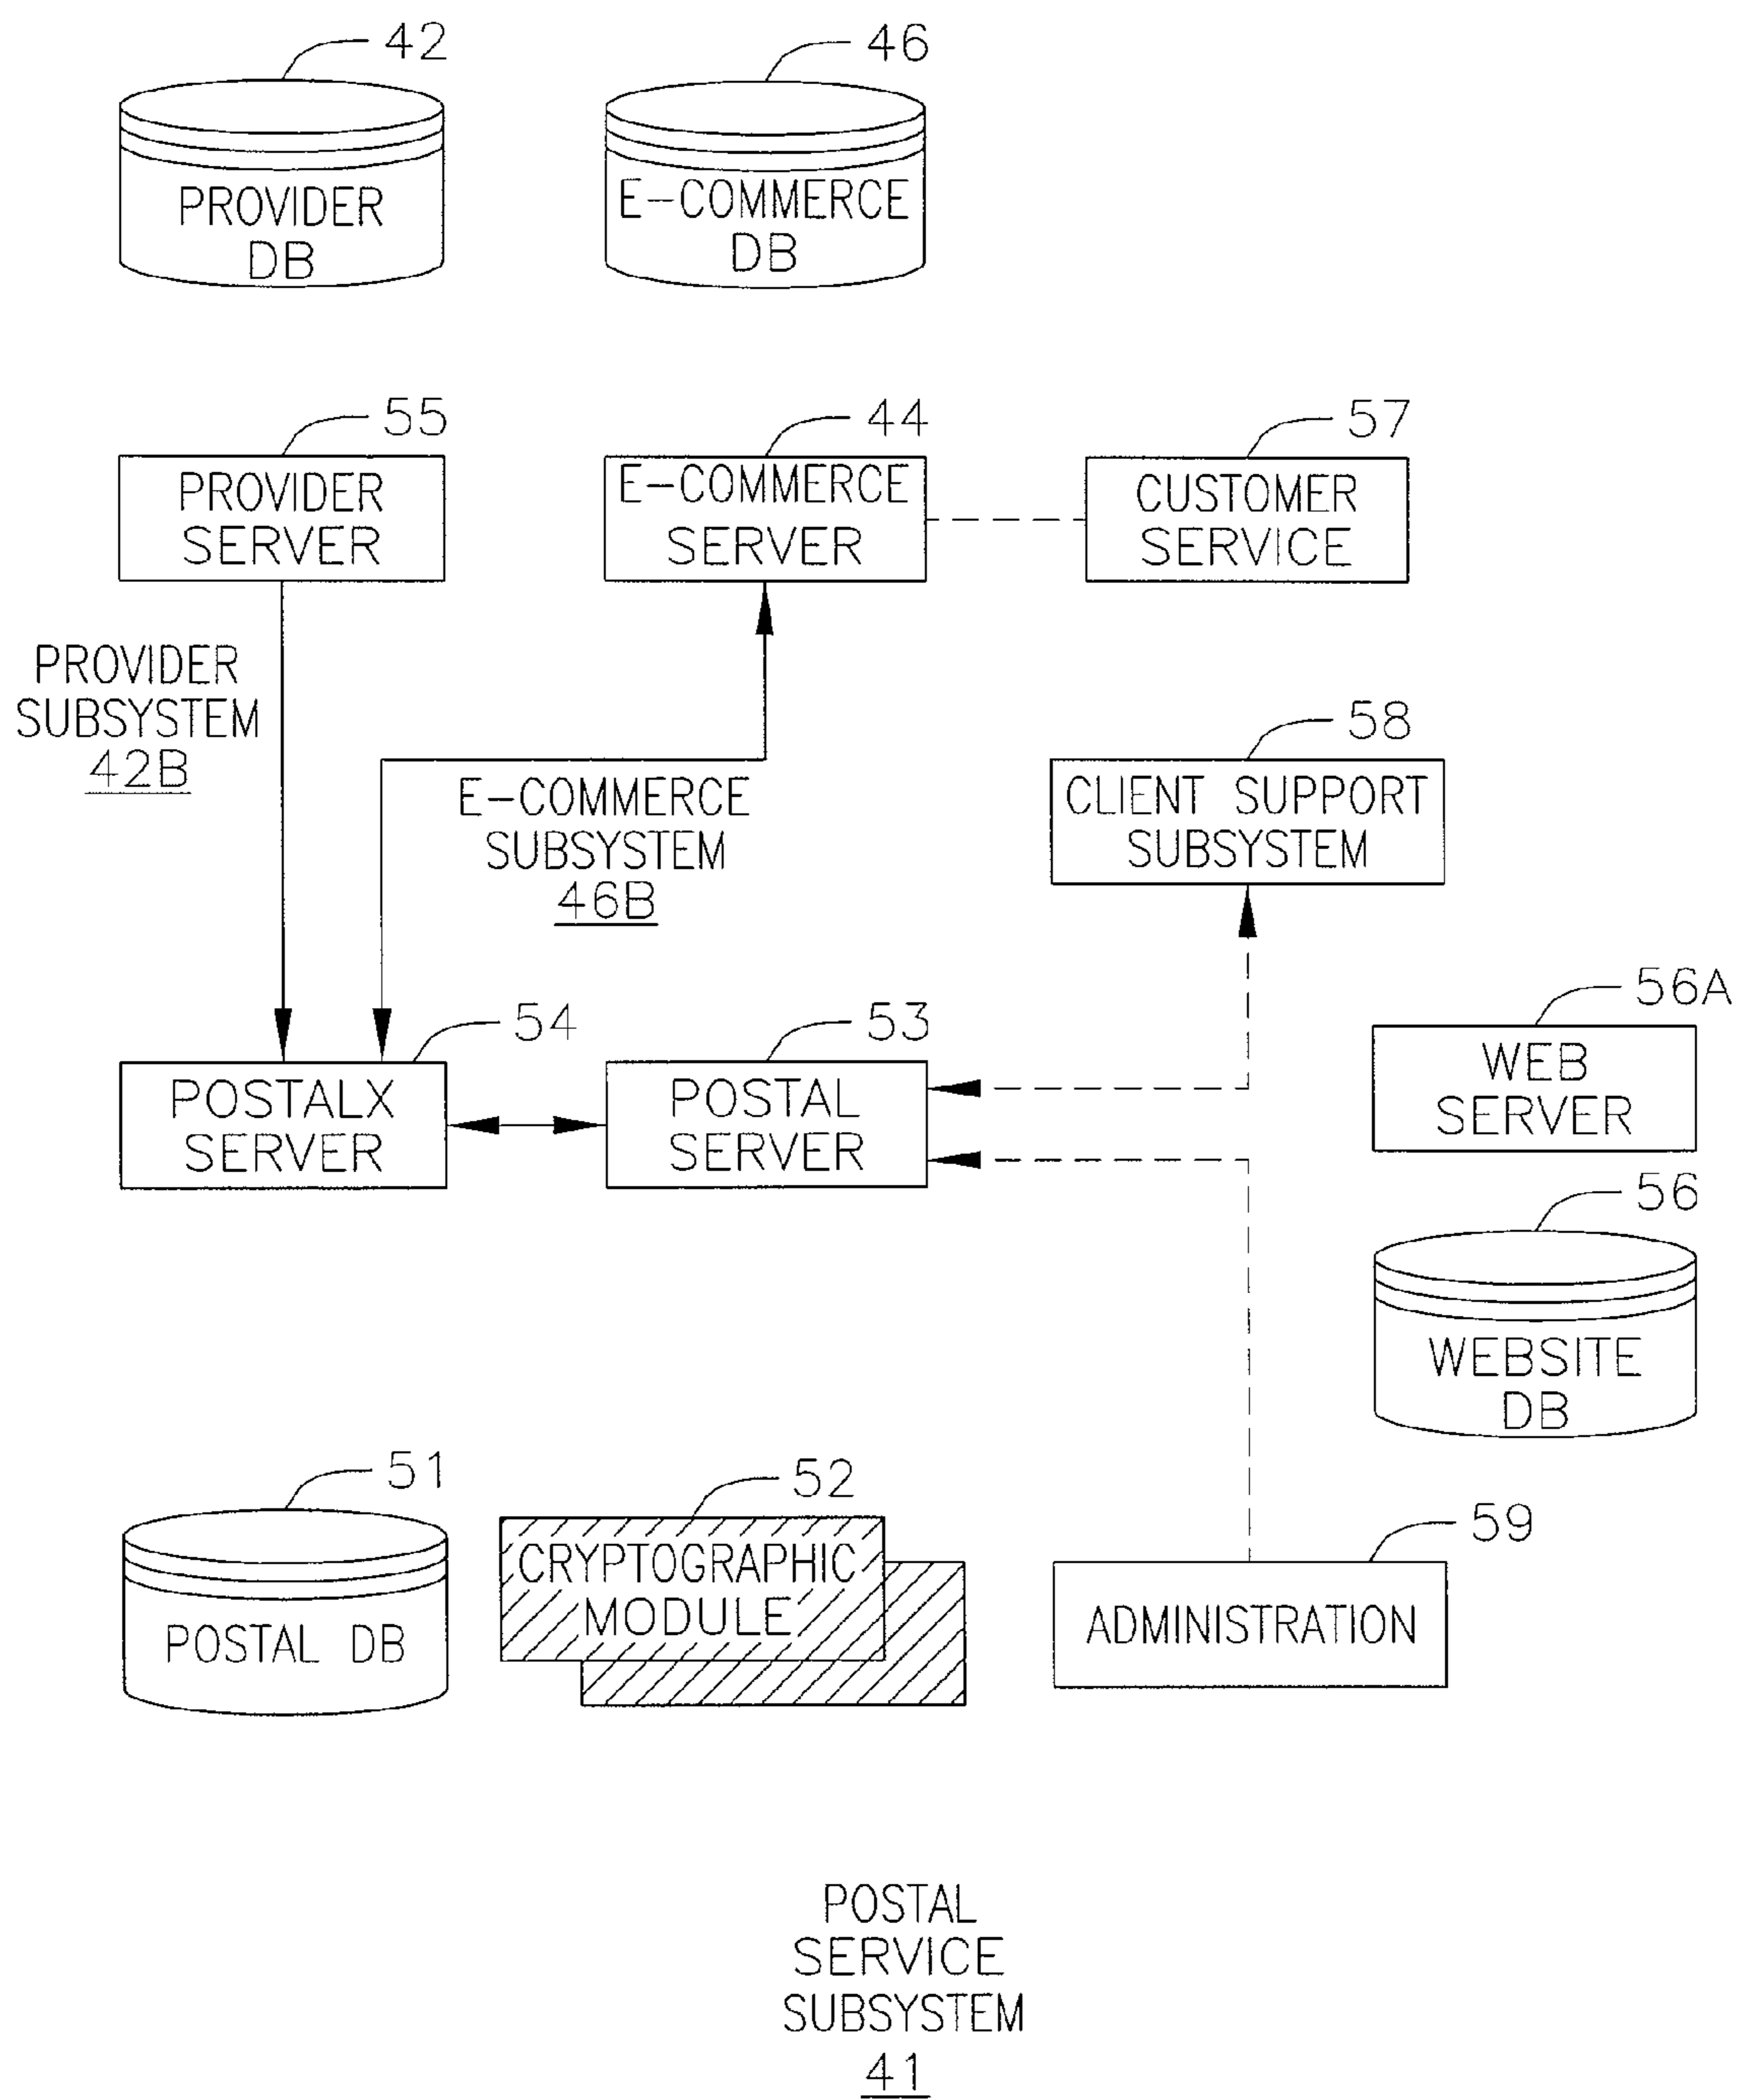 42
46
PROVIDER
DB
E-COMMERCE
DB
55
44
57
PROVIDER
SERVER
E-COMMERCE
SERVER
CUSTOMER
SERVICE
PROVIDER
SUBSYSTEM
42B
E-COMMERCE
SUBSYSTEM
46B
58
CLIENT SUPPORT
SUBSYSTEM
54
53
56A
POSTALX
SERVER
POSTAL
SERVER
WEB
SERVER
56
WEBSITE
DB
51
52
59
POSTAL DB
CRYPTOGRAPHIC
MODULE
ADMINISTRATION
POSTAL
SERVICE
SUBSYSTEM
41